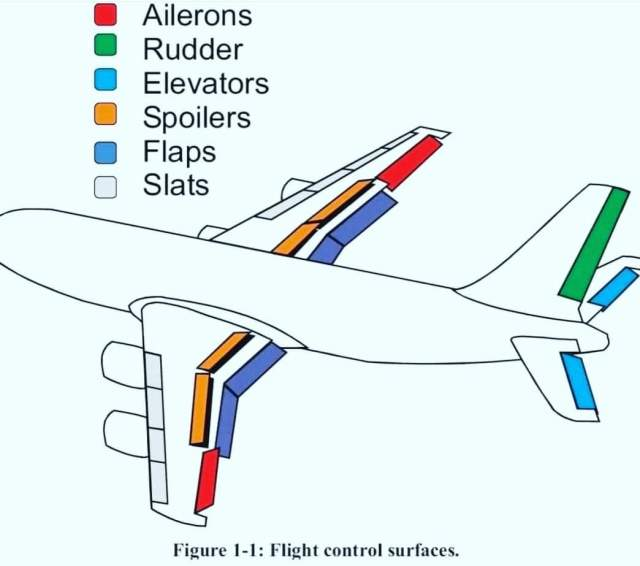 Ailerons
Rudder
Elevators
Spoilers
Flaps
Slats
Figure 1-1: Flight control surfaces.